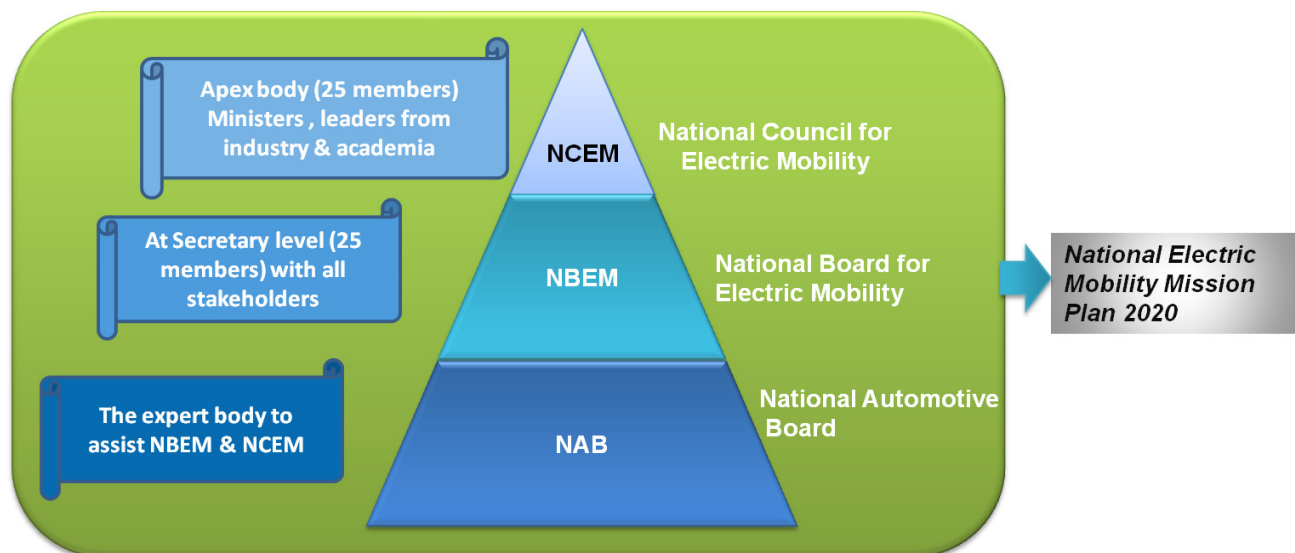 Apex body (25 members)
Ministers , leaders from
industry & academia
NCEM
National Council for
Electric Mobility
At Secretary level (25
members) with all
stakeholders
NBEM
National Board for
Electric Mobility
The expert body to
assist NBEM & NCEM
NAB
National Automotive
Board
National Electric
Mobility Mission
Plan 2020